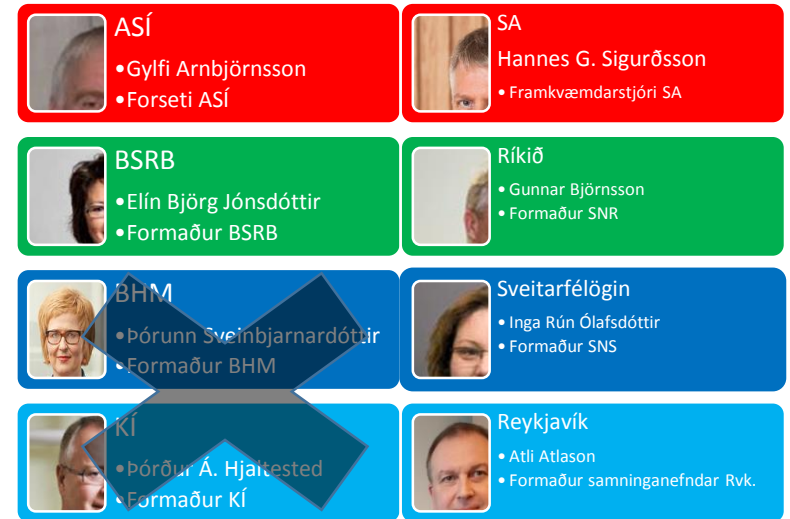 ASÍ
•Gylfi Arnbjörnsson
•Forseti ASÍ
SA
Hannes G. Sigurðsson
•Framkvæmdarstjóri SA
BSRB
•Elín Björg Jónsdóttir
•Formaður BSRB
Ríkið
•Gunnar Björnsson
•Formaður SNR
BHM
•Þórunn Sveinbjarnardóttir
•Formaður BHM
Sveitarfélögin
•Inga Rún Ólafsdóttir
•Formaður SNS
KÍ
•Þórður Á. Hjaltested
•Formaður KÍ
Reykjavík
•Atli Atlason
•Formaður samninganefndar Rvk.